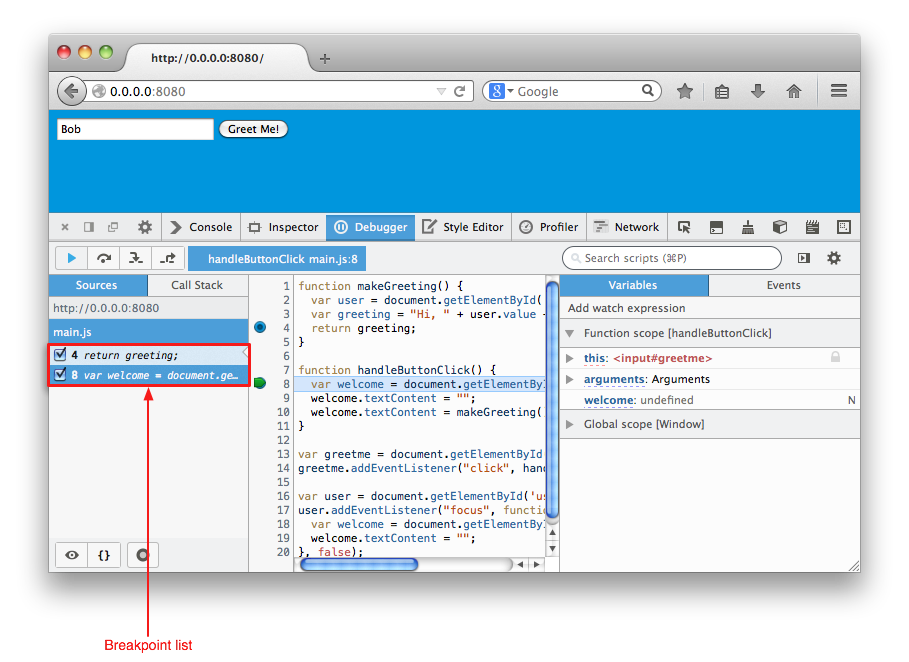 http://0.0.0.0:8080/
0.0.0.0:8080
Google
Bob
Greet Me!
Console
Inspector
Debugger
Style Editor
Profiler
Network
handleButtonClick main.js:8
Search scripts (⌘P)
Sources
Call Stack
http://0.0.0.0:8080
main.js
4 return greeting;
8 var welcome = document.ge…
{}
1 function makeGreeting() {
2 var user = document.getElementById(
3 var greeting = "Hi, " + user.value +
4 return greeting;
5 }
6
7 function handleButtonClick() {
8 var welcome = document.getElementById
9 welcome.textContent = "";
10 welcome.textContent = makeGreeting(
11 }
12
13 var greetme = document.getElementById
14 greetme.addEventListener("click", hand
15
16 var user = document.getElementById('us
17 user.addEventListener("focus", function
18 var welcome = document.getElementById
19 welcome.textContent = "";
20 }, false);
Variables
Events
Add watch expression
Function scope [handleButtonClick]
this: <input#greetme>
arguments: Arguments
welcome: undefined
N
Global scope [Window]
Breakpoint list